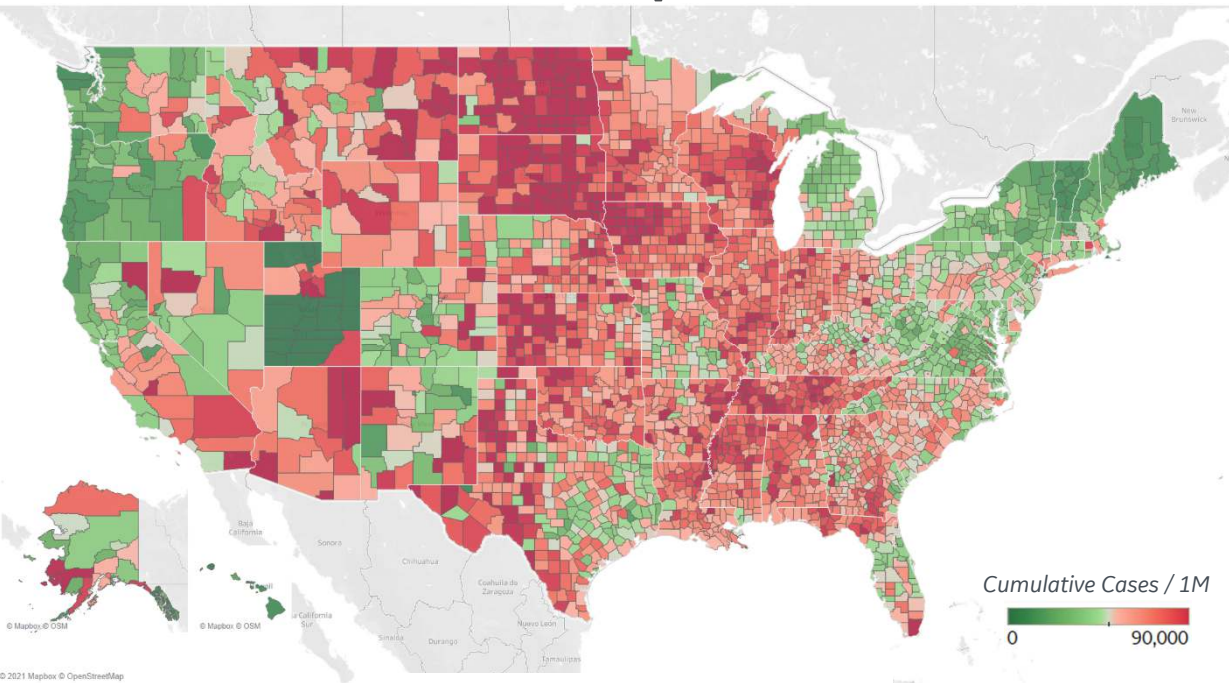 New
Brunswick
Baja
California
Sonora
Chihuahua
Coahuila de
Zaragoza
Nuevo León
Tamaulipas
Durango
Sinaloa
California
Sur
© Mapbox © OSM
© Mapbox © OSM
Cumulative Cases / 1M
0
90,000
© 2021 Mapbox © OpenStreetMap